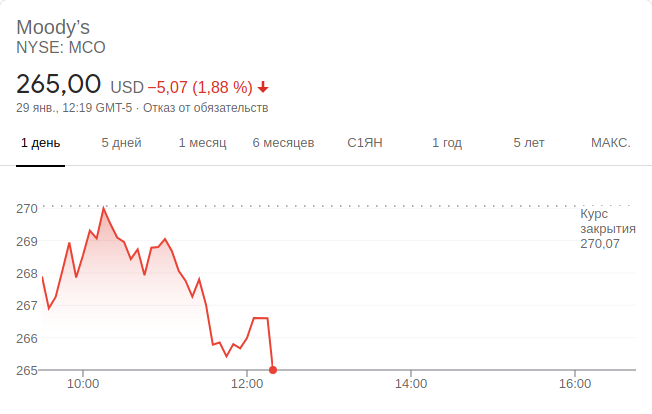 Moody’s
NYSE: MCO
265,00 USD −5,07 (1,88 %)
29 янв., 12:19 GMT-5 · Отказ от обязательств
1 день 5 дней 1 месяц 6 месяцев С1ЯН 1 год 5 лет МАКС.
270
269
268
267
266
265
Курс
закрытия
270,07
10:00 12:00 14:00 16:00